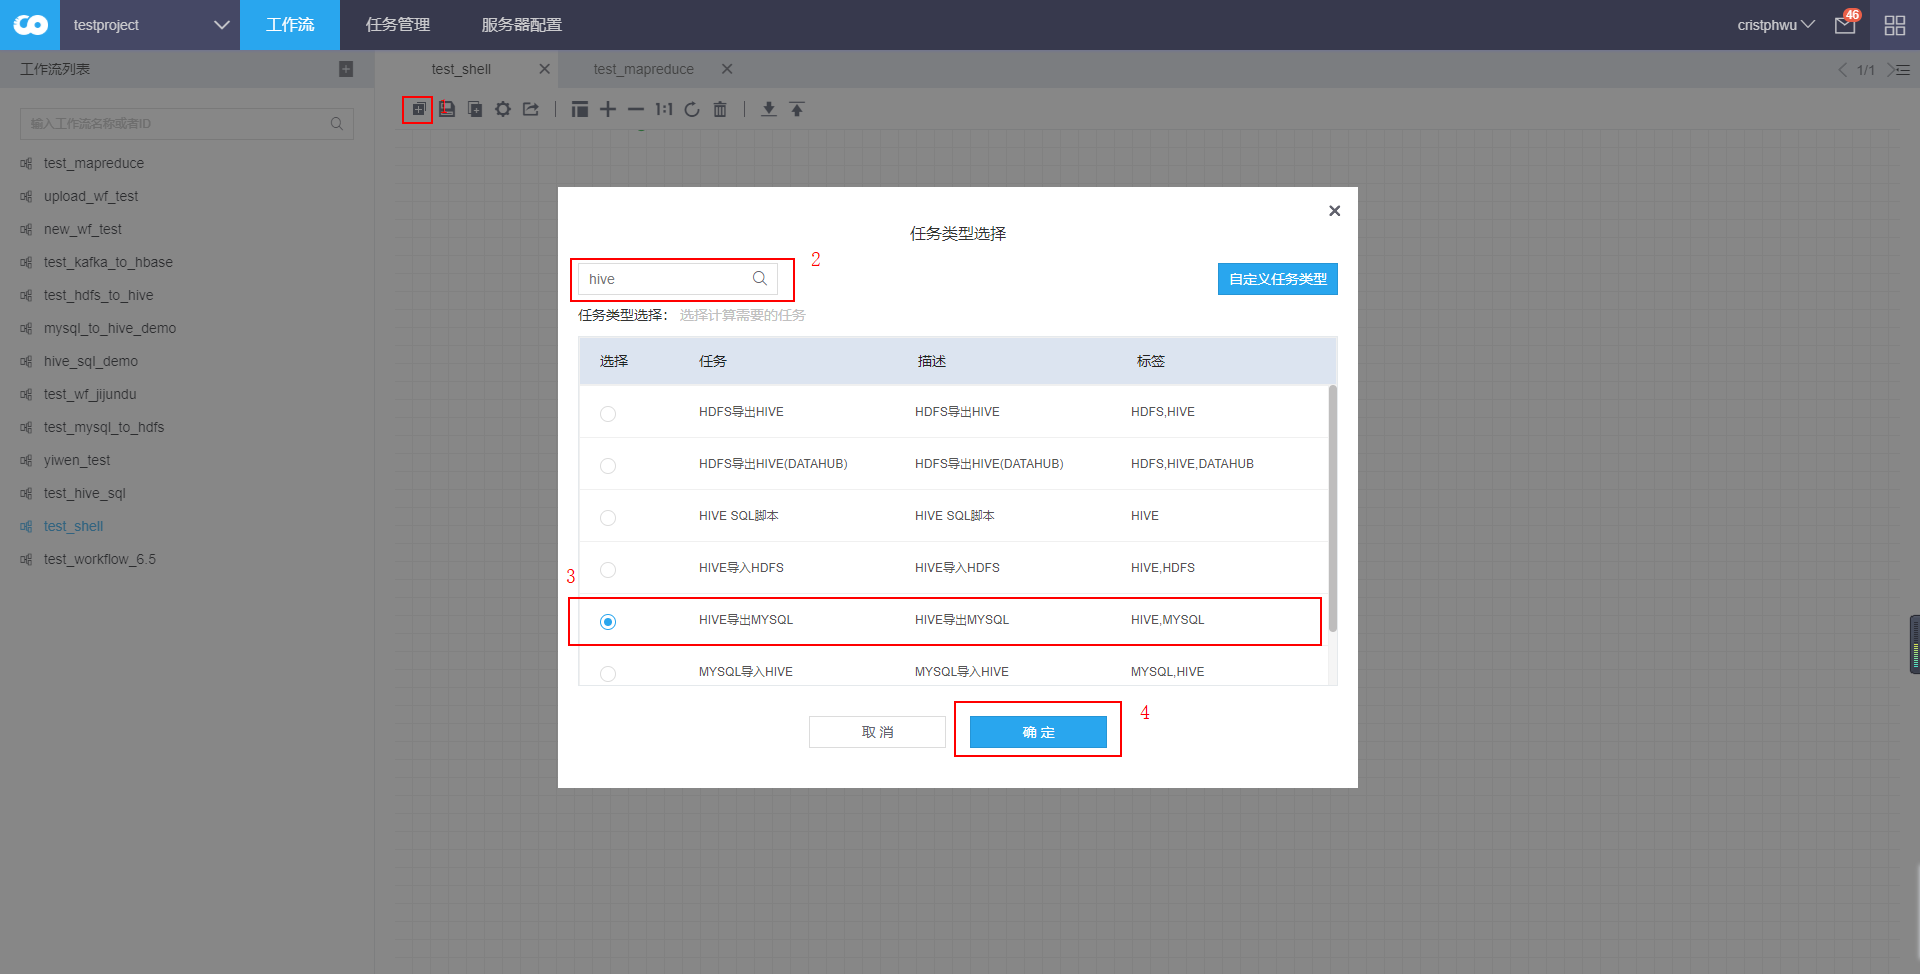 testproject
工作流
任务管理
服务器配置
cristphwu
46
工作流列表
test_shell
test_mapreduce
1/1
1
1:1
输入工作流名称或者ID
test_mapreduce
upload_wf_test
new_wf_test
test_kafka_to_hbase
test_hdfs_to_hive
mysql_to_hive_demo
hive_sql_demo
test_wf_jijundu
test_mysql_to_hdfs
yiwen_test
test_hive_sql
test_shell
test_workflow_6.5
任务类型选择
2
hive
自定义任务类型
任务类型选择： 选择计算需要的任务
选择 任务 描述 标签
HDFS导出HIVE HDFS导出HIVE HDFS,HIVE
HDFS导出HIVE(DATAHUB) HDFS导出HIVE(DATAHUB) HDFS,HIVE,DATAHUB
HIVE SQL脚本 HIVE SQL脚本 HIVE
HIVE导入HDFS HIVE导入HDFS HIVE,HDFS
3
HIVE导出MYSQL HIVE导出MYSQL HIVE,MYSQL
MYSQL导入HIVE MYSQL导入HIVE MYSQL,HIVE
取 消
确 定
4